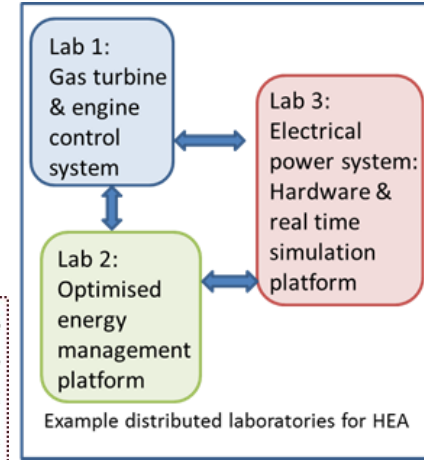 Lab 1:
Gas turbine
& engine
control
system
Lab 3:
Electrical
power system:
Hardware &
real time
simulation
platform
Lab 2:
Optimised
energy
management
platform
Example distributed laboratories for HEA